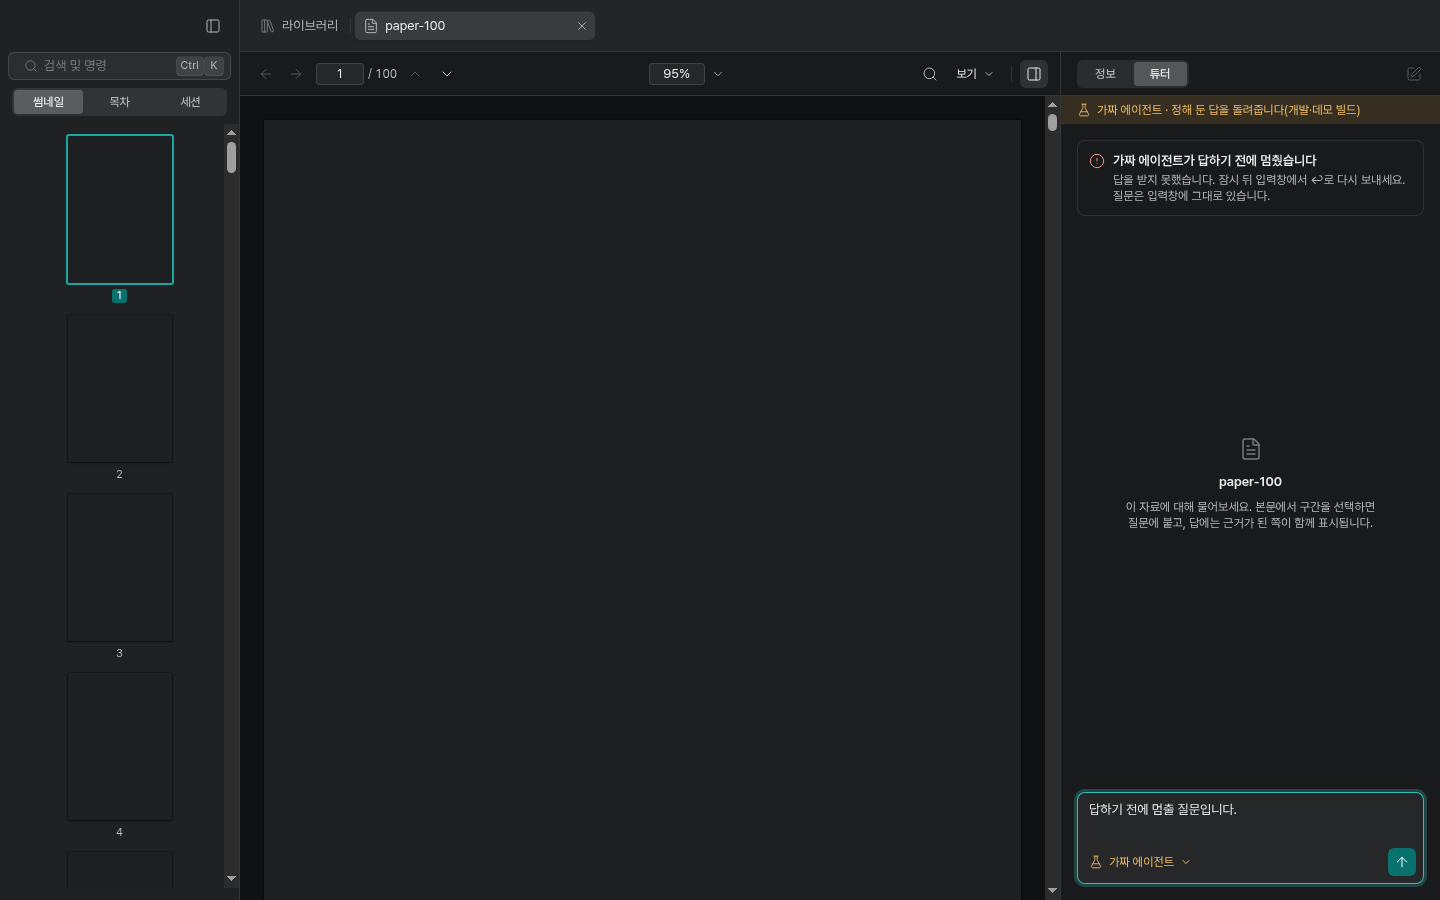 라이브러리
paper-100
검색 및 명령
Ctrl K
썸네일 목차 세션
1
2
3
4
1 / 100
95%
보기
정보 튜터
가짜 에이전트 · 정해 둔 답을 돌려줍니다(개발·데모 빌드)
가짜 에이전트가 답하기 전에 멈췄습니다
답을 받지 못했습니다. 잠시 뒤 입력창에서 ↩로 다시 보내세요.
질문은 입력창에 그대로 있습니다.
paper-100
이 자료에 대해 물어보세요. 본문에서 구간을 선택하면
질문에 붙고, 답에는 근거가 된 쪽이 함께 표시됩니다.
답하기 전에 멈출 질문입니다.
가짜 에이전트